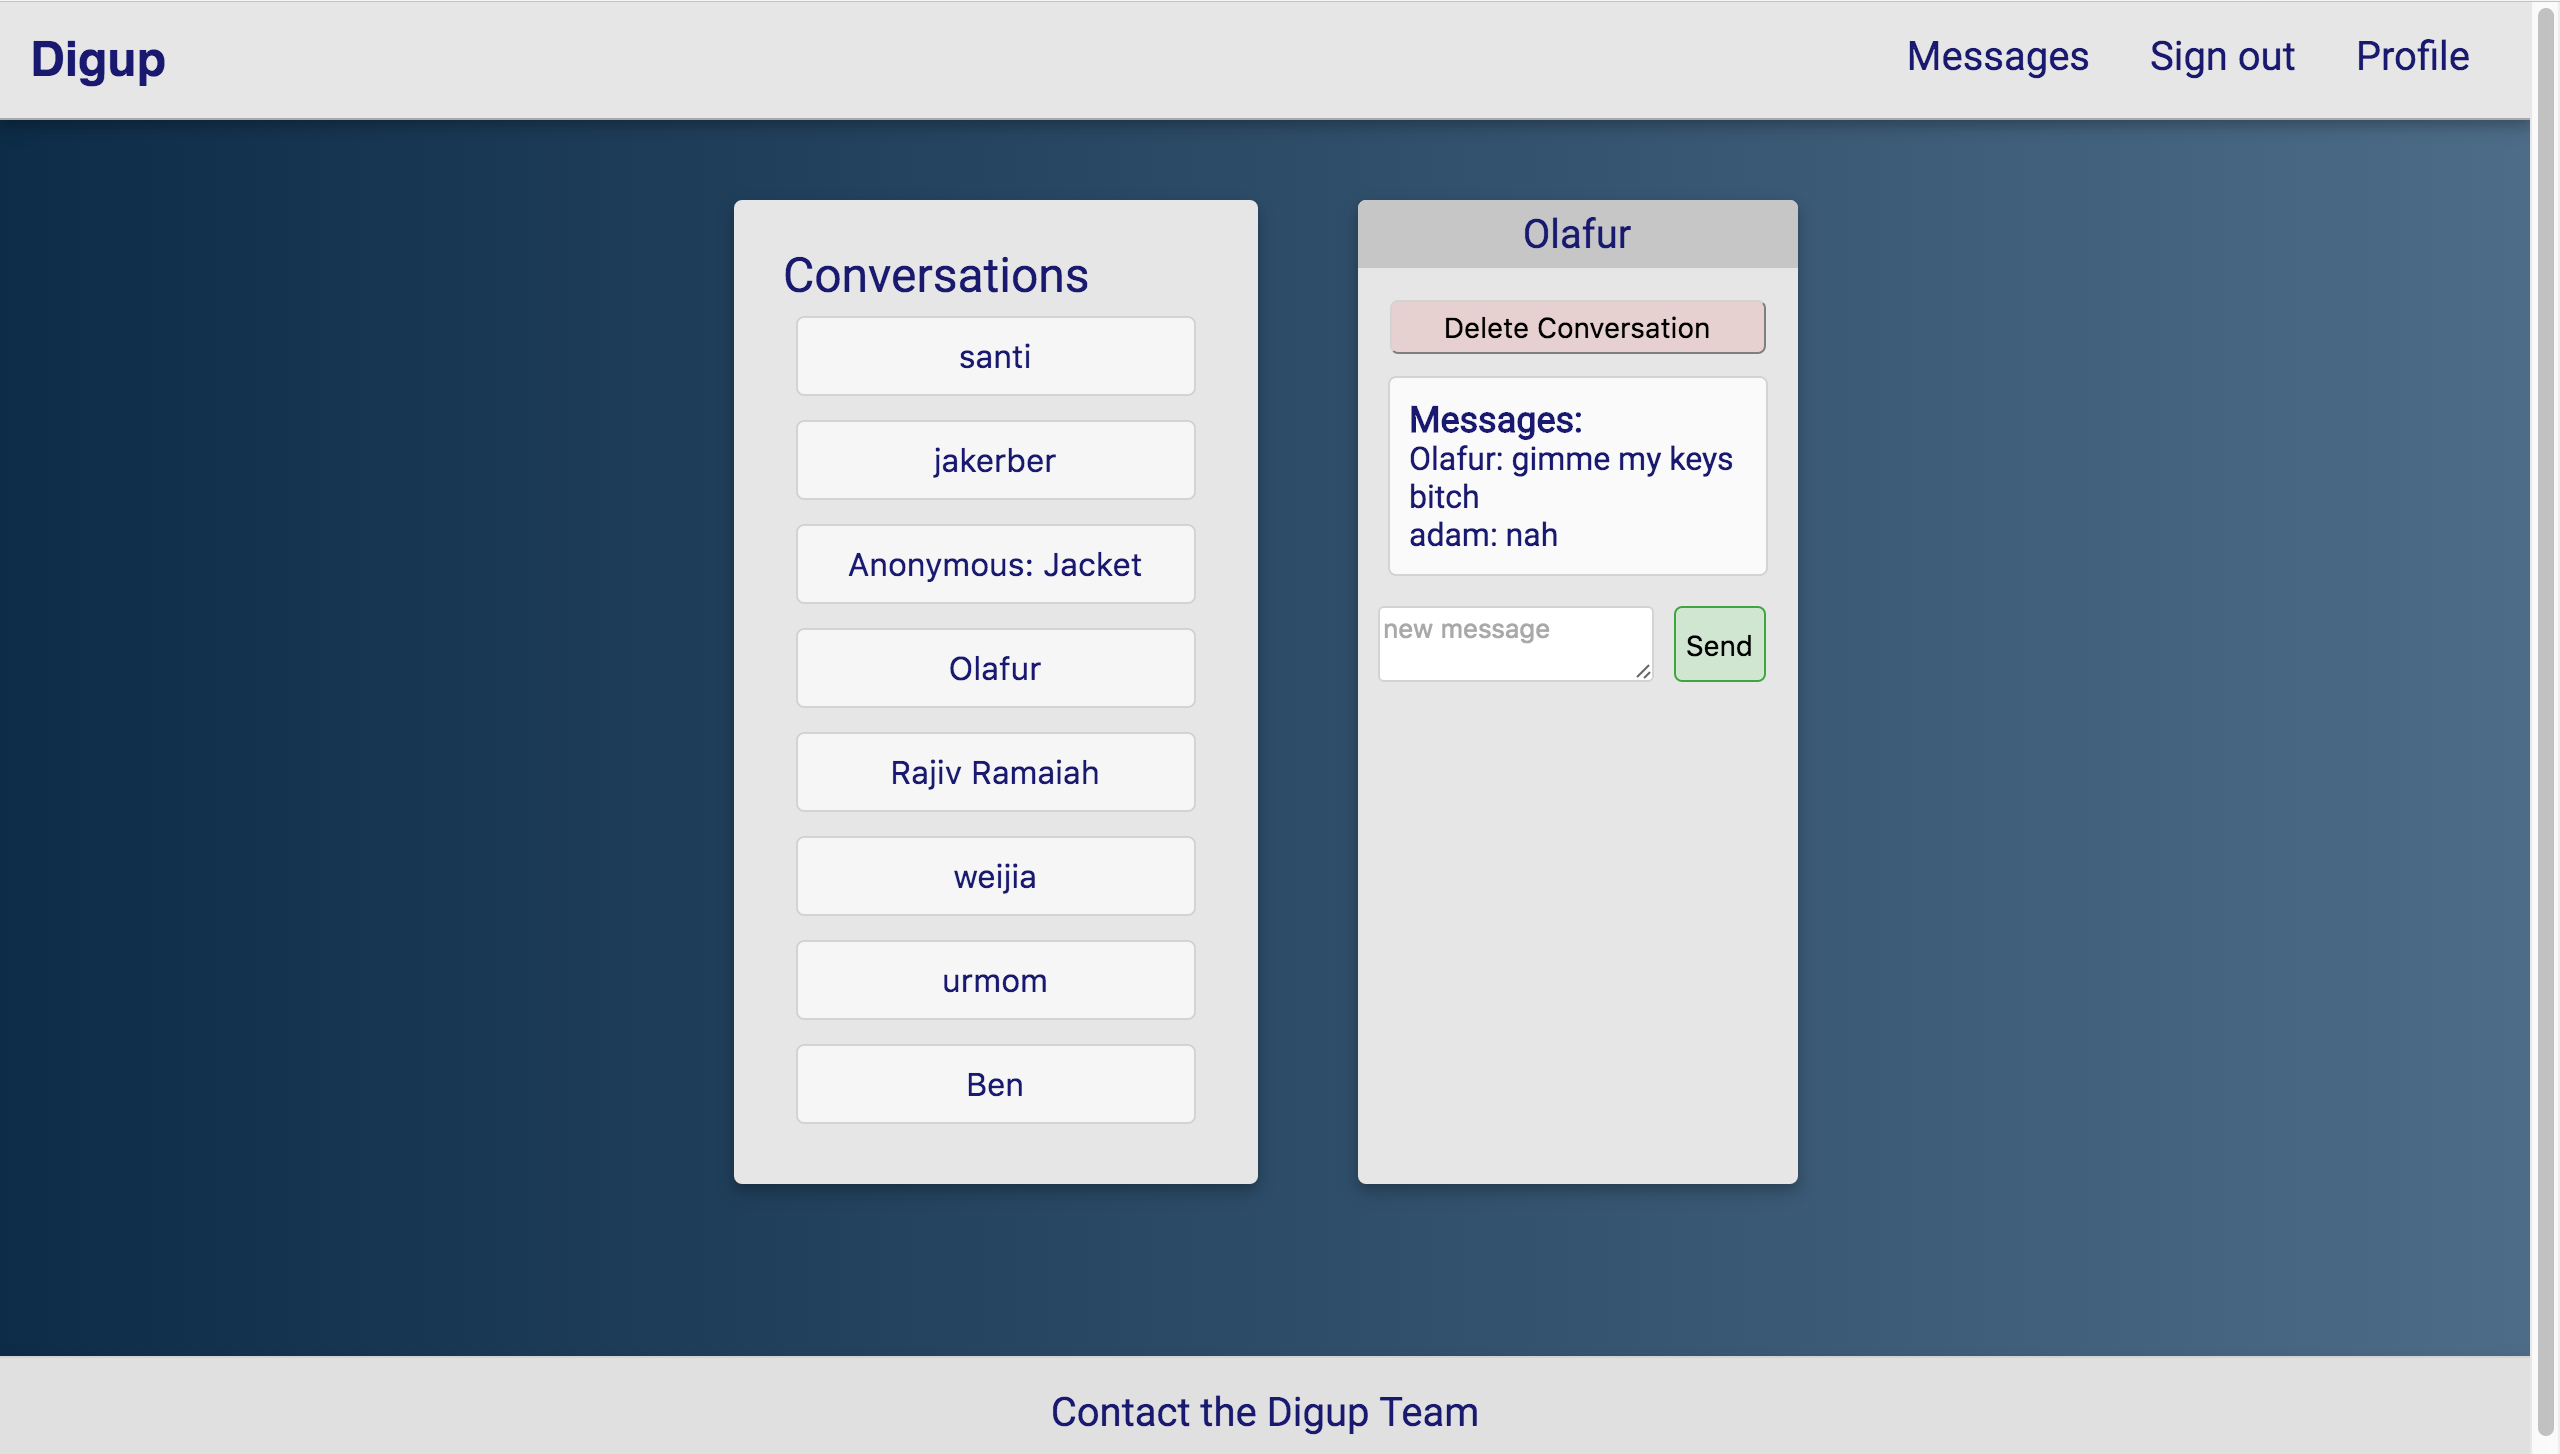 Digup
Messages
Sign out
Profile
Conversations
santi
jakerber
Anonymous: Jacket
Olafur
Rajiv Ramaiah
weijia
urmom
Ben
Olafur
Delete Conversation
Messages:
Olafur: gimme my keys
bitch
adam: nah
new message
Send
Contact the Digup Team